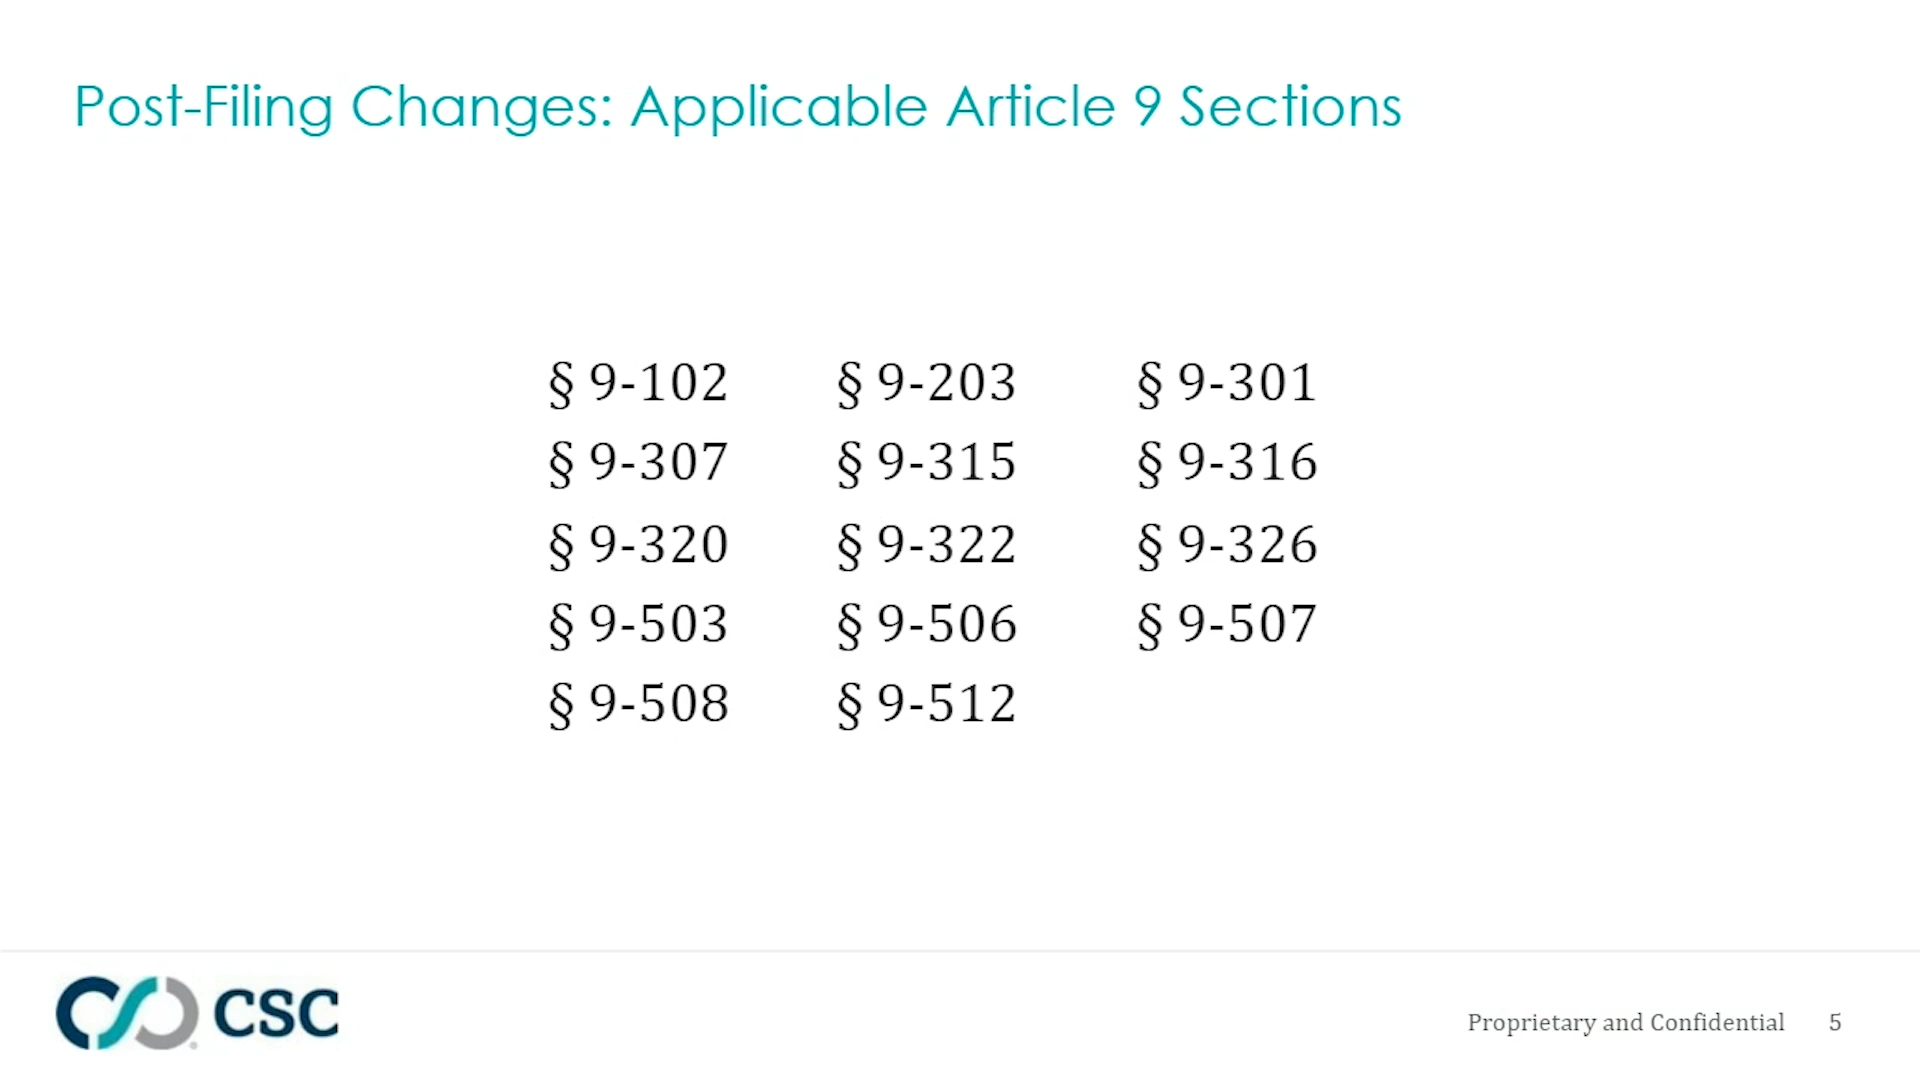 Post-Filing Changes: Applicable Article 9 Sections
§ 9-102 § 9-203 § 9-301
§ 9-307 § 9-315 § 9-316
§ 9-320 § 9-322 § 9-326
§ 9-503 § 9-506 § 9-507
§ 9-508 § 9-512
CSC
Proprietary and Confidential 5